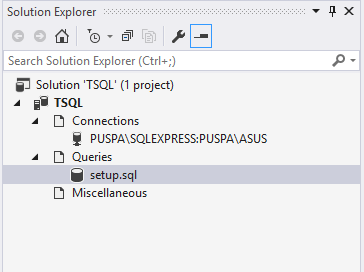 Solution Explorer
Search Solution Explorer (Ctrl+;)
Solution 'TSQL' (1 project)
TSQL
Connections
PUSPA\SQLEXPRESS:PUSPA\ASUS
Queries
setup.sql
Miscellaneous